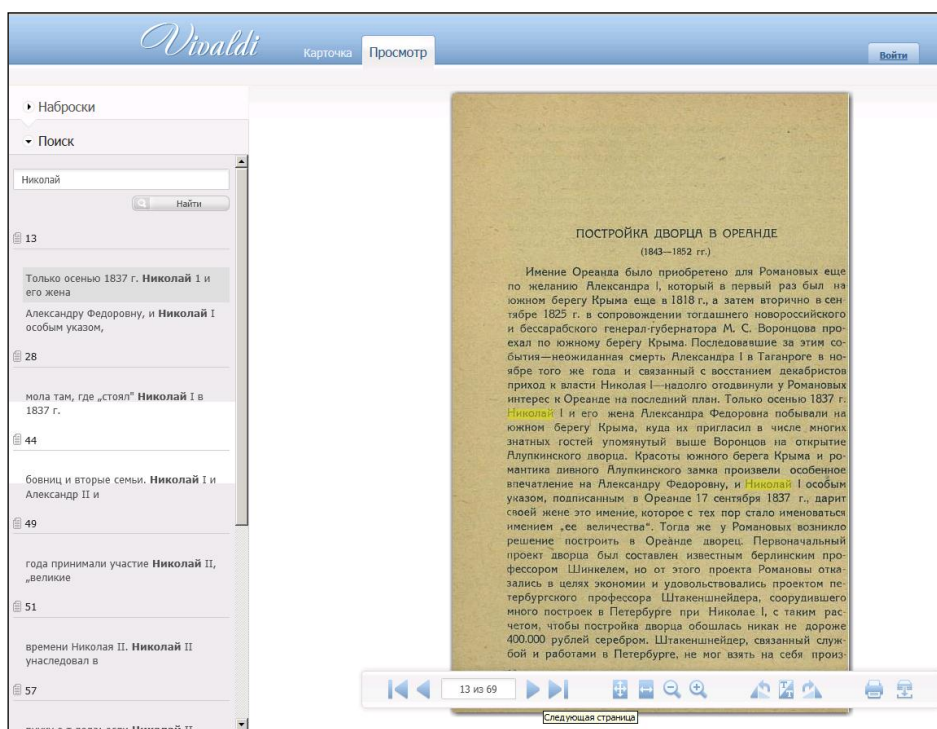 Vivaldi
Карточка
Просмотр
Войти
Наброски
Поиск
Николай
Найти
13
Только осенью 1837 г. Николай 1 и
его жена
Александру Федоровну, и Николай I
особым указом,
28
мола там, где „стоял" Николай I в
1837 г.
44
бовниц и вторые семьи. Николай I и
Александр II и
49
года принимали участие Николай II,
„великие
51
времени Николая II. Николай II
унаследовал в
57
ПОСТРОЙКА ДВОРЦА В ОРЕАНДЕ
(1843—1852 гг.)
Имение Ореанда было приобретено для Романовых еще
по желанию Александра I, который в первый раз был на
южном берегу Крыма еще в 1818 г., а затем вторично в сен-
тябре 1825 г. в сопровождении тогдашнего новороссийского
и бессарабского генерал-губернатора М. С. Воронцова про-
ехал по южному берегу Крыма. Последовавшие за этим со-
бытия—неожиданная смерть Александра I в Таганроге в но-
ябре того же года и связанный с восстанием декабристов
приход к власти Николая I—надолго отодвинули у Романовых
интерес к Ореанде на последний план. Только осенью 1837 г.
Николай I и его жена Александра Федоровна побывали на
южном берегу Крыма, куда их пригласил в числе многих
знатных гостей упомянутый выше Воронцов на открытие
Алупкинского дворца. Красоты южного берега Крыма и ро-
мантика дивного Алупкинского замка произвели особенное
впечатление на Александру Федоровну, и Николай I особым
указом, подписанным в Ореанде 17 сентября 1837 г., дарит
своей жене это имение, которое с тех пор стало именоваться
имением „ее величества“. Тогда же у Романовых возникло
решение построить в Ореанде дворец. Первоначальный
проект дворца был составлен известным берлинским про-
фессором Шинкелем, но от этого проекта Романовы отка-
зались в целях экономии и удовольствовались проектом пе-
тербургского профессора Штакеншнейдера, соорудившего
много построек в Петербурге при Николае I, с таким рас-
четом, чтобы постройка дворца обошлась никак не дороже
400.000 рублей серебром. Штакеншнейдер, связанный служ-
бой и работами в Петербурге, не мог взять на себя произ-
13 из 69
Следующая страница